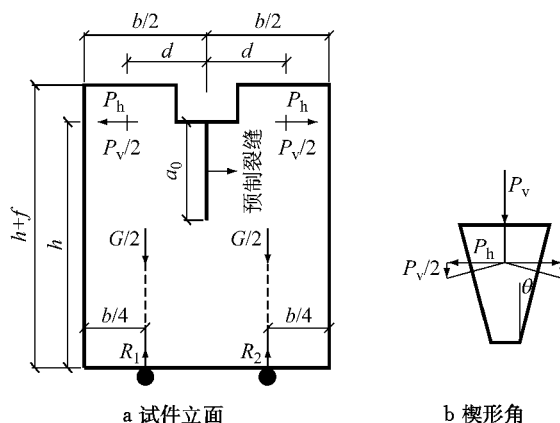 b/2 b/2
d d
P_h P_h
P_v/2 P_v/2
a_0
预制裂缝
h+f
h
G/2 G/2
b/4 b/4
R_1 R_2
a 试件立面
P_v
P_h
P_v/2
θ
b 楔形角